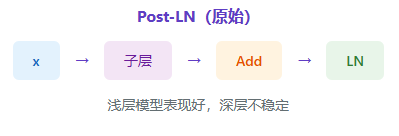 Post-LN（原始）
x → 子层 → Add → LN
浅层模型表现好，深层不稳定